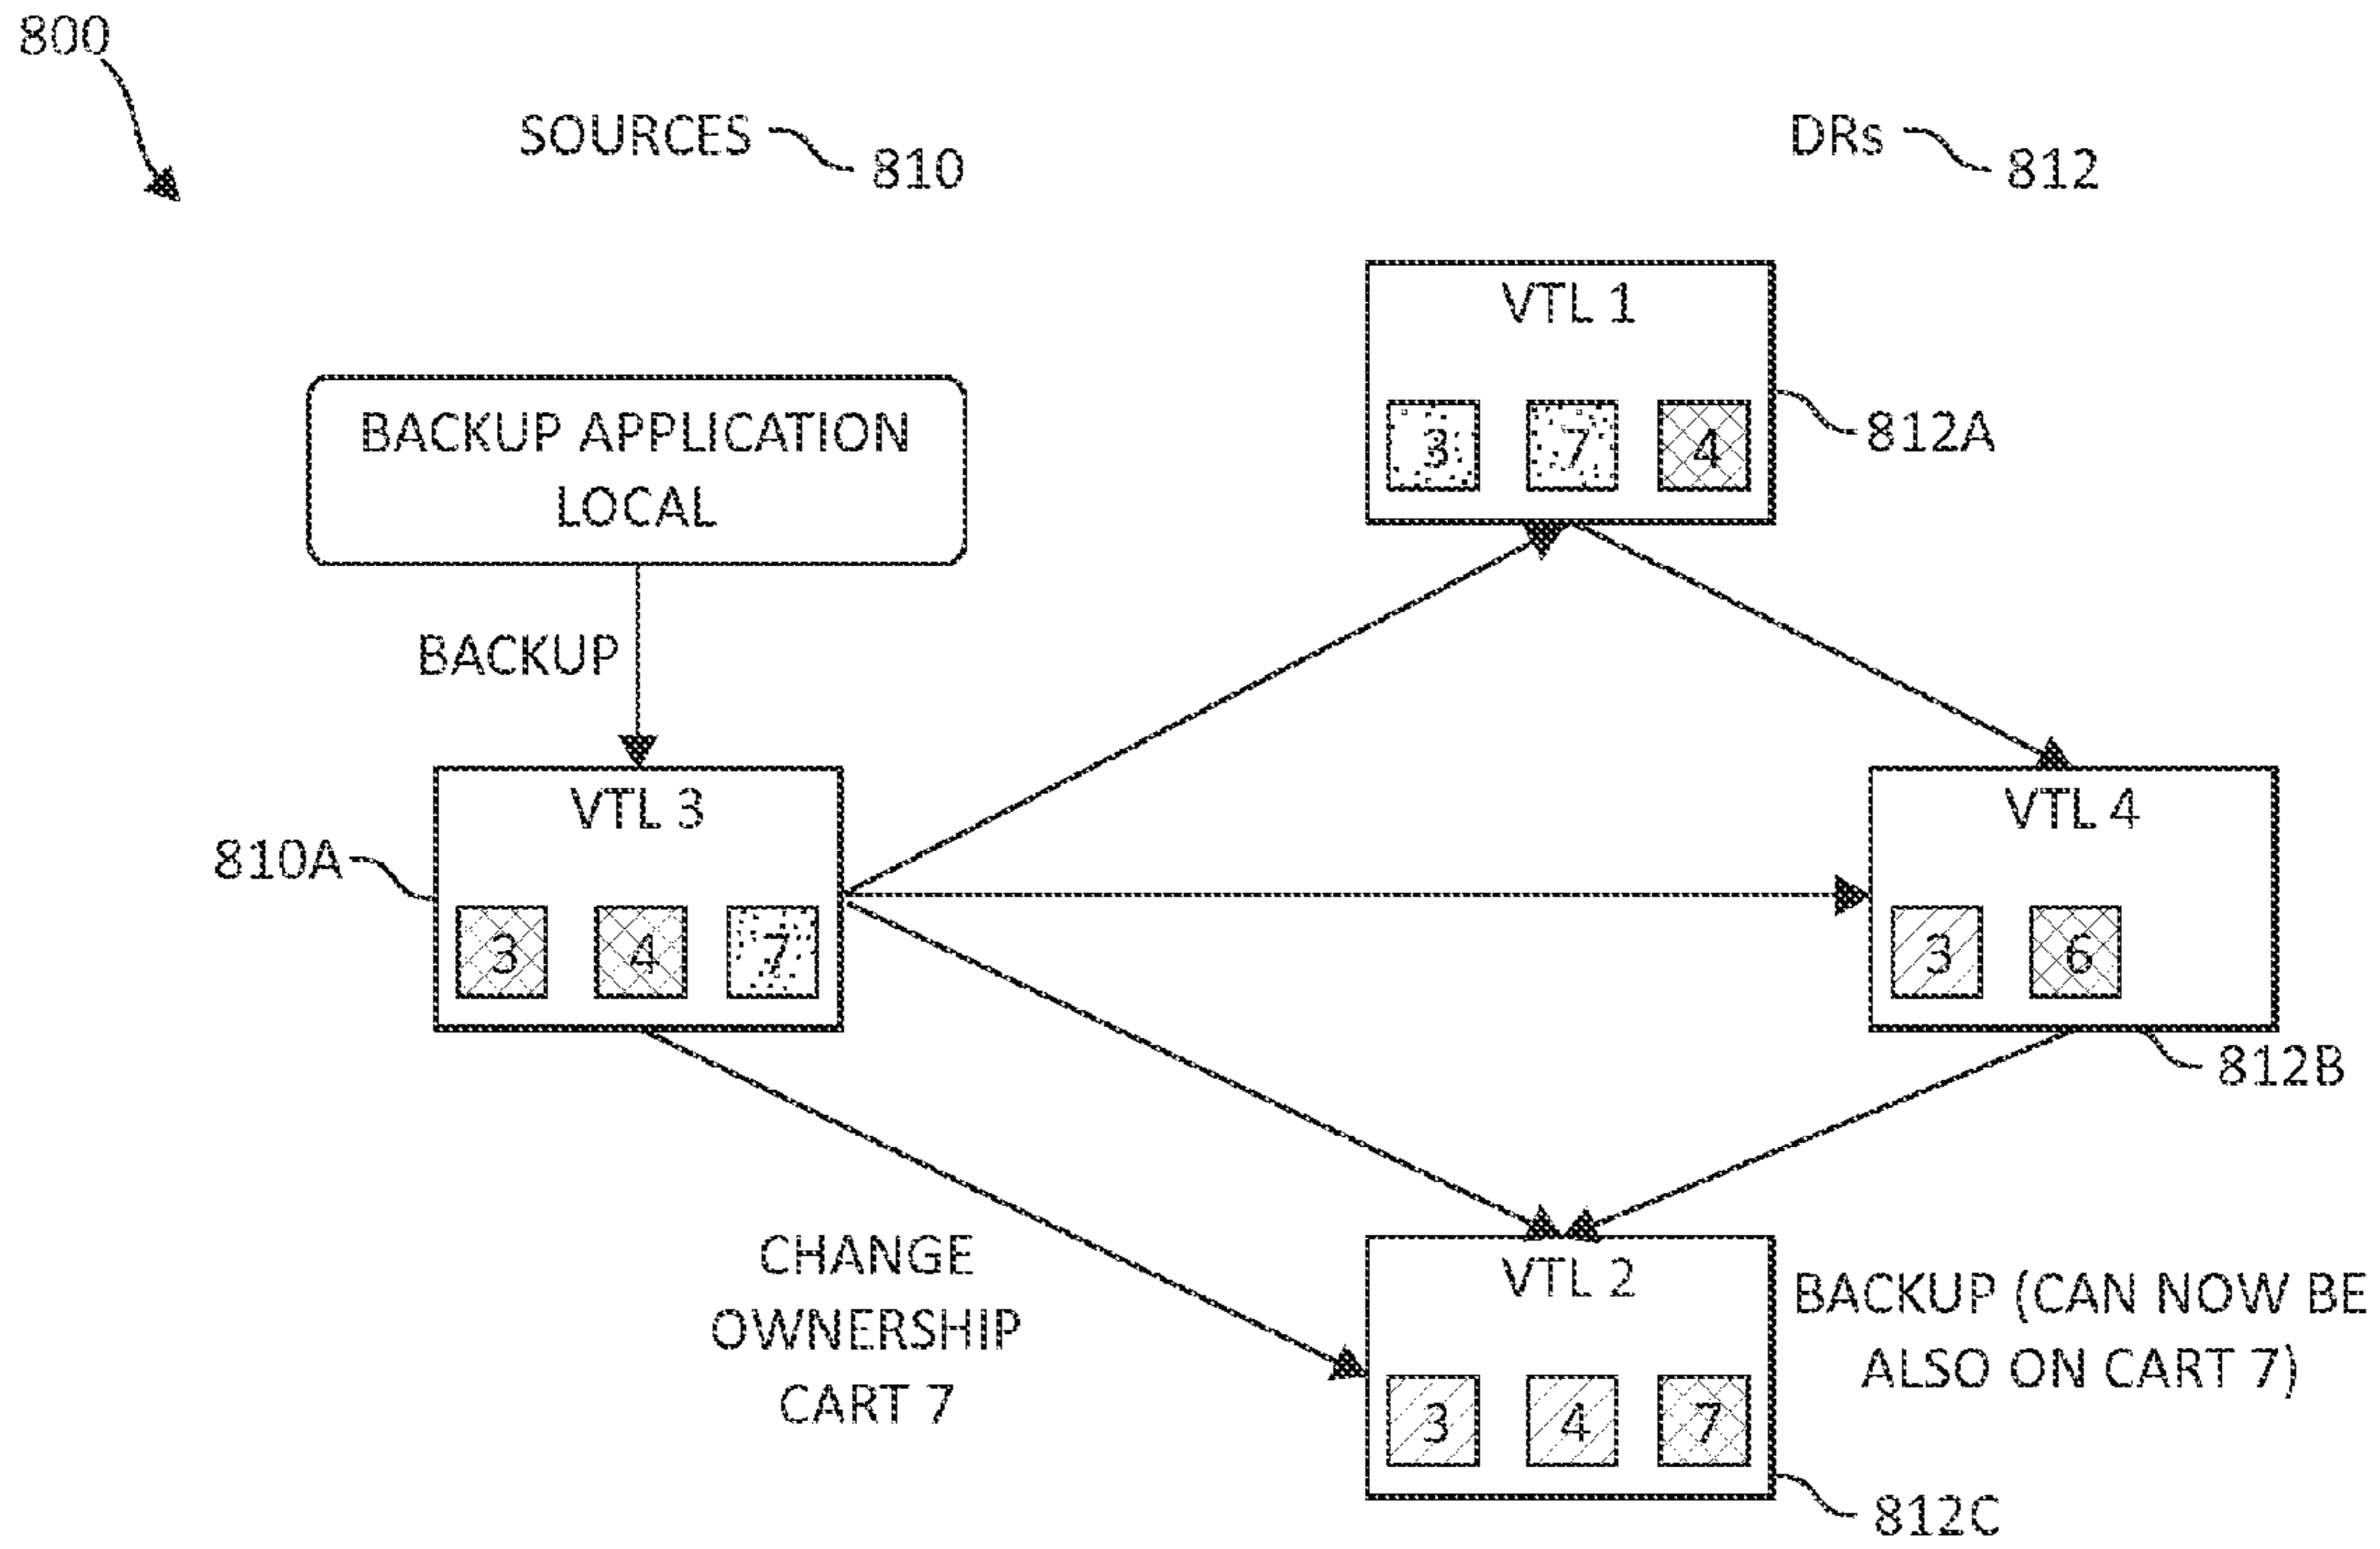 800
SOURCES 810
DRs 812
VTL 1
3 7 4
812A
BACKUP APPLICATION
LOCAL
BACKUP
VTL 3
810A
3 4 7
VTL 4
3 6
812B
CHANGE
OWNERSHIP
CART 7
VTL 2
3 4 7
812C
BACKUP (CAN NOW BE
ALSO ON CART 7)